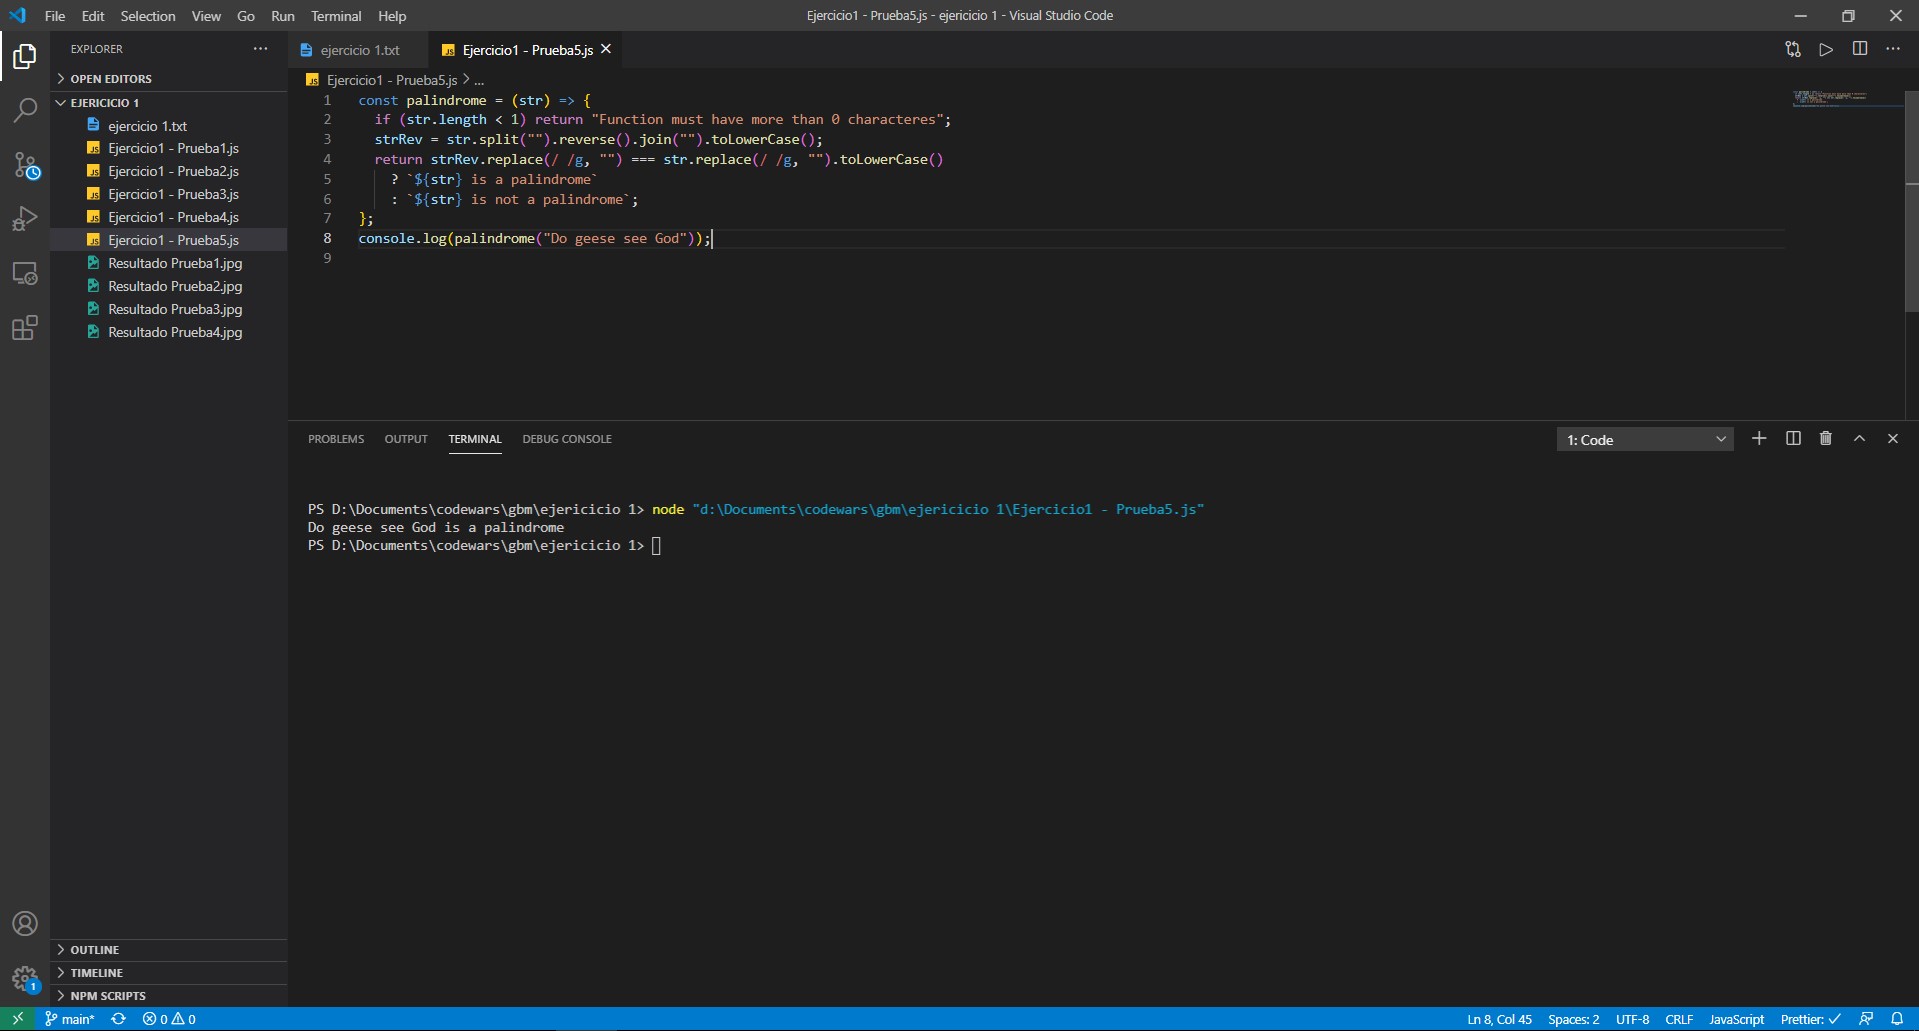 File Edit Selection View Go Run Terminal Help
Ejercicio1 - Prueba5.js - ejericicio 1 - Visual Studio Code
EXPLORER
OPEN EDITORS
EJERICICIO 1
ejercicio 1.txt
Ejercicio1 - Prueba1.js
Ejercicio1 - Prueba2.js
Ejercicio1 - Prueba3.js
Ejercicio1 - Prueba4.js
Ejercicio1 - Prueba5.js
Resultado Prueba1.jpg
Resultado Prueba2.jpg
Resultado Prueba3.jpg
Resultado Prueba4.jpg
OUTLINE
TIMELINE
NPM SCRIPTS
ejercicio 1.txt
Ejercicio1 - Prueba5.js
Ejercicio1 - Prueba5.js > ...
1 const palindrome = (str) => {
2 if (str.length < 1) return "Function must have more than 0 characteres";
3 strRev = str.split("").reverse().join("").toLowerCase();
4 return strRev.replace(/ /g, "") === str.replace(/ /g, "").toLowerCase()
5 ? `${str} is a palindrome`
6 : `${str} is not a palindrome`;
7 };
8 console.log(palindrome("Do geese see God"));
9
PROBLEMS OUTPUT TERMINAL DEBUG CONSOLE
1: Code
PS D:\Documents\codewars\gbm\ejericicio 1> node "d:\Documents\codewars\gbm\ejericicio 1\Ejercicio1 - Prueba5.js"
Do geese see God is a palindrome
PS D:\Documents\codewars\gbm\ejericicio 1>
1
main* 0 0
Ln 8, Col 45 Spaces: 2 UTF-8 CRLF JavaScript Prettier: ✓